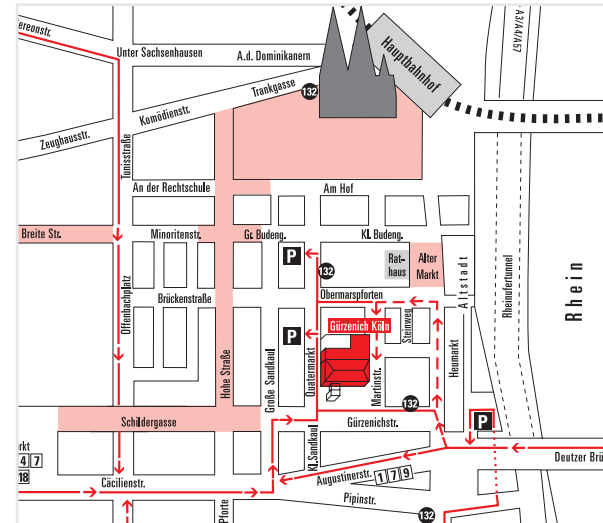 ereonstr.
Unter Sachsenhausen
A.d. Dominikanern
Hauptbahnhof
-A3/A4/A57
Trankgasse
132
Komödienstr.
Zeughausstr.
Tunisstraße
An der Rechtschule
Am Hof
Breite Str.
Minoritenstr.
Gr. Budeng.
Kl. Budeng.
P
132
Rat-
haus
Alter
Markt
Altstadt
Rheinufertunnel
Rhein
Offenbachplatz
Brückenstraße
Obermarspforten
Gürzenich Köln
P
Hohe Straße
Große Sandkaul
Quatermarkt
Martinstr.
Steinweg
Heumarkt
132
P
Schildergasse
Gürzenichstr.
Kl. Sandkaul
rkt
4 7
18
Cäcilienstr.
Augustinerstr.
1 7 9
Deutzer Brü
Pipinstr.
Pforte
132